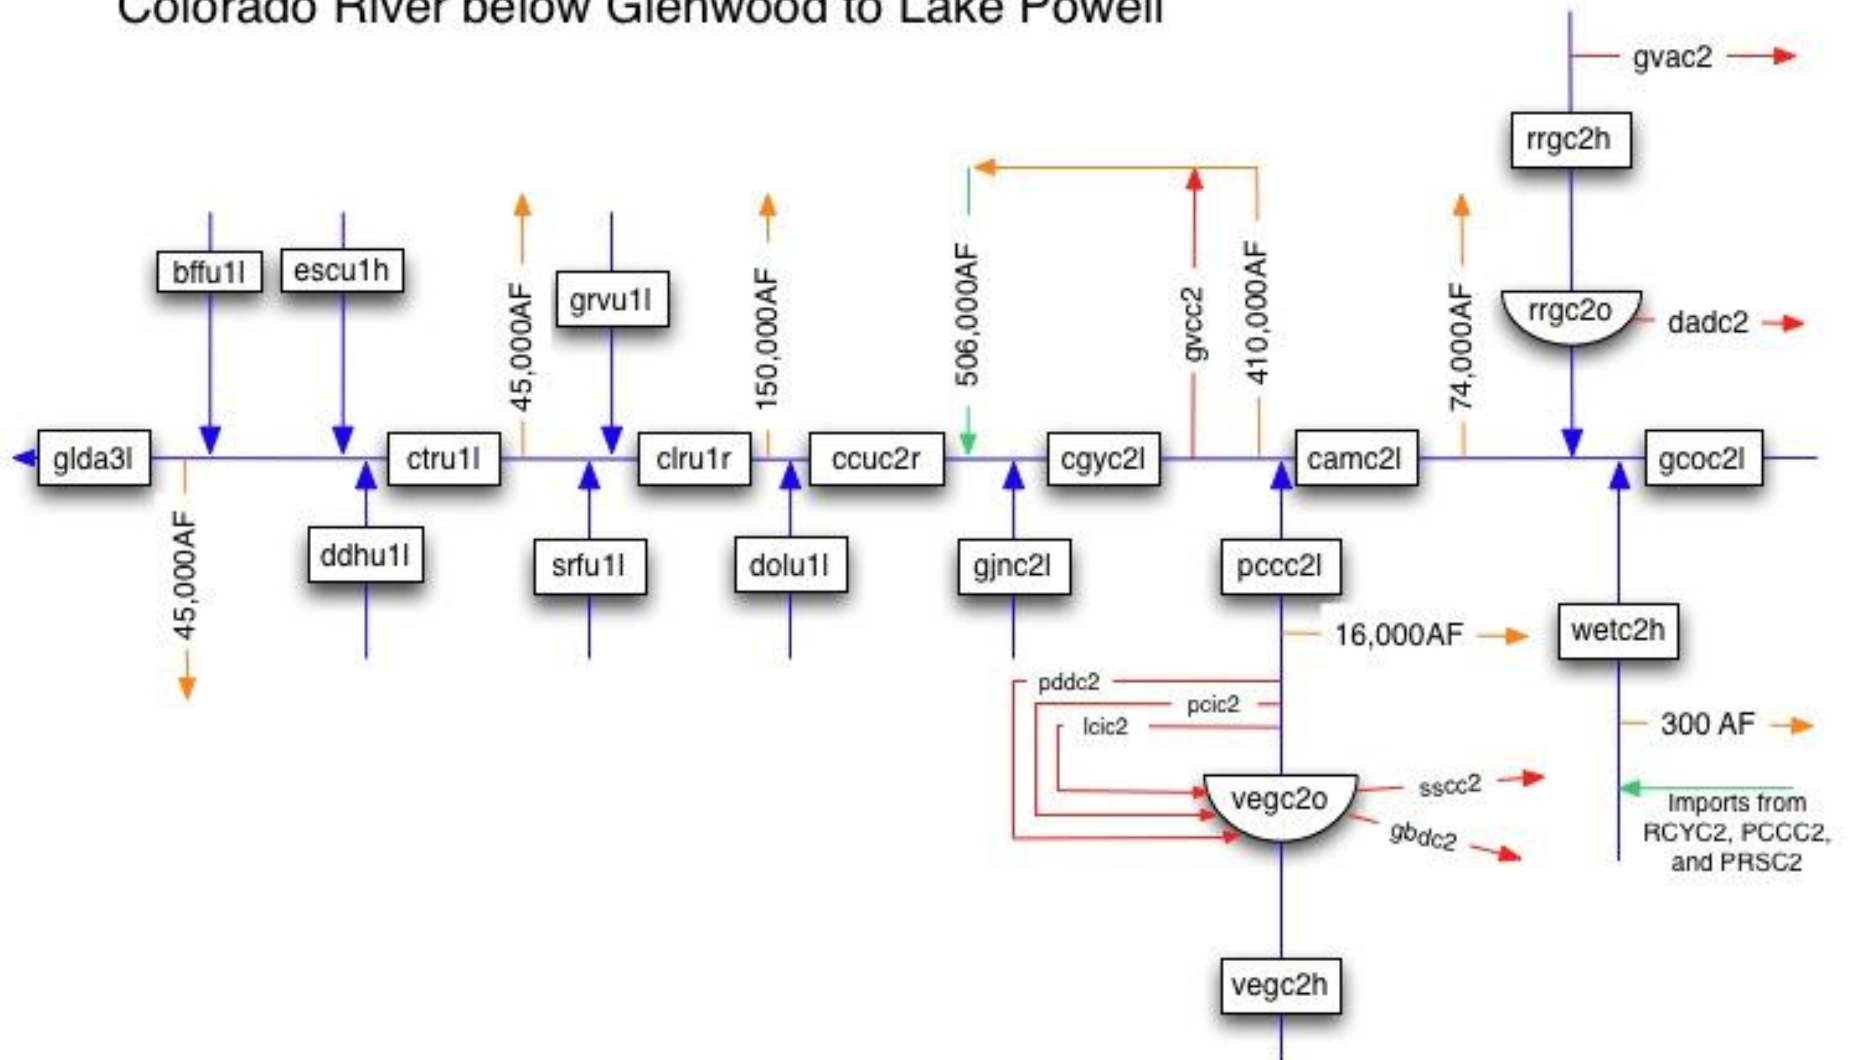 Colorado River below Glenwood to Lake Powell
gvac2
rrgc2h
bffu1l
escu1h
grvu1l
rrgc2o
dadc2
45,000AF
150,000AF
506,000AF
gvcc2
410,000AF
74,000AF
glda3l
ctru1l
clru1r
ccuc2r
cgyc2l
camc2l
gcoc2l
45,000AF
ddhu1l
srfu1l
dolu1l
gjnc2l
pccc2l
16,000AF
wetc2h
pddc2
pcic2
lcic2
300 AF
vegc2o
sscc2
gbdc2
Imports from
RCYC2, PCCC2,
and PRSC2
vegc2h